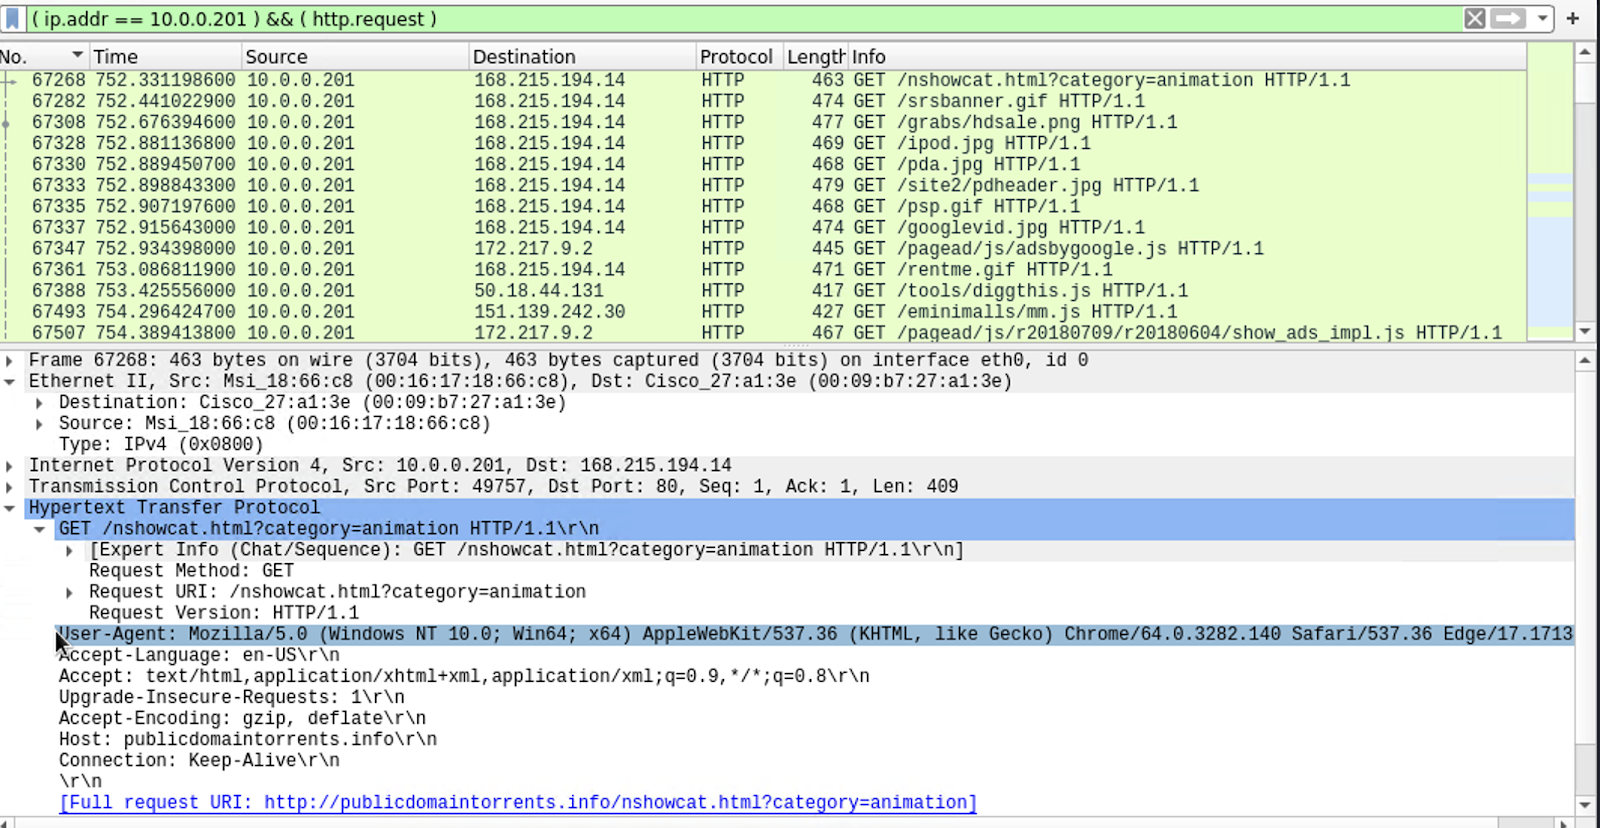 ( ip.addr == 10.0.0.201 ) && ( http.request )
No. Time Source Destination Protocol Length Info
67268 752.331198600 10.0.0.201 168.215.194.14 HTTP 463 GET /nshowcat.html?category=animation HTTP/1.1
67282 752.441022900 10.0.0.201 168.215.194.14 HTTP 474 GET /srsbanner.gif HTTP/1.1
67308 752.676394600 10.0.0.201 168.215.194.14 HTTP 477 GET /grabs/hdsale.png HTTP/1.1
67328 752.881136800 10.0.0.201 168.215.194.14 HTTP 469 GET /ipod.jpg HTTP/1.1
67330 752.889450700 10.0.0.201 168.215.194.14 HTTP 468 GET /pda.jpg HTTP/1.1
67333 752.898843300 10.0.0.201 168.215.194.14 HTTP 479 GET /site2/pdheader.jpg HTTP/1.1
67335 752.907197600 10.0.0.201 168.215.194.14 HTTP 468 GET /psp.gif HTTP/1.1
67337 752.915643000 10.0.0.201 168.215.194.14 HTTP 474 GET /googlevid.jpg HTTP/1.1
67347 752.934398000 10.0.0.201 172.217.9.2 HTTP 445 GET /pagead/js/adsbygoogle.js HTTP/1.1
67361 753.086811900 10.0.0.201 168.215.194.14 HTTP 471 GET /rentme.gif HTTP/1.1
67388 753.425556000 10.0.0.201 50.18.44.131 HTTP 417 GET /tools/diggthis.js HTTP/1.1
67493 754.296424700 10.0.0.201 151.139.242.30 HTTP 427 GET /eminimalls/mm.js HTTP/1.1
67507 754.389413800 10.0.0.201 172.217.9.2 HTTP 467 GET /pagead/js/r20180709/r20180604/show_ads_impl.js HTTP/1.1
Frame 67268: 463 bytes on wire (3704 bits), 463 bytes captured (3704 bits) on interface eth0, id 0
Ethernet II, Src: Msi_18:66:c8 (00:16:17:18:66:c8), Dst: Cisco_27:a1:3e (00:09:b7:27:a1:3e)
Destination: Cisco_27:a1:3e (00:09:b7:27:a1:3e)
Source: Msi_18:66:c8 (00:16:17:18:66:c8)
Type: IPv4 (0x0800)
Internet Protocol Version 4, Src: 10.0.0.201, Dst: 168.215.194.14
Transmission Control Protocol, Src Port: 49757, Dst Port: 80, Seq: 1, Ack: 1, Len: 409
Hypertext Transfer Protocol
GET /nshowcat.html?category=animation HTTP/1.1\r\n
[Expert Info (Chat/Sequence): GET /nshowcat.html?category=animation HTTP/1.1\r\n]
Request Method: GET
Request URI: /nshowcat.html?category=animation
Request Version: HTTP/1.1
User-Agent: Mozilla/5.0 (Windows NT 10.0; Win64; x64) AppleWebKit/537.36 (KHTML, like Gecko) Chrome/64.0.3282.140 Safari/537.36 Edge/17.1713
Accept-Language: en-US\r\n
Accept: text/html,application/xhtml+xml,application/xml;q=0.9,*/*;q=0.8\r\n
Upgrade-Insecure-Requests: 1\r\n
Accept-Encoding: gzip, deflate\r\n
Host: publicdomaintorrents.info\r\n
Connection: Keep-Alive\r\n
\r\n
[Full request URI: http://publicdomaintorrents.info/nshowcat.html?category=animation]